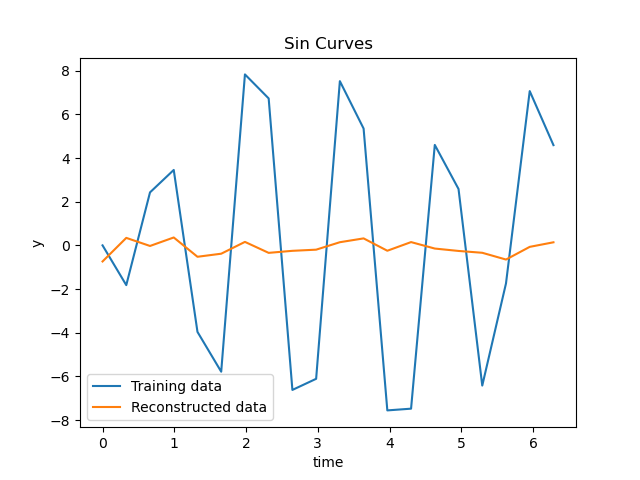 Sin Curves
8
6
4
2
0
−2
−4
−6
−8
y
Training data
Reconstructed data
0 1 2 3 4 5 6
time